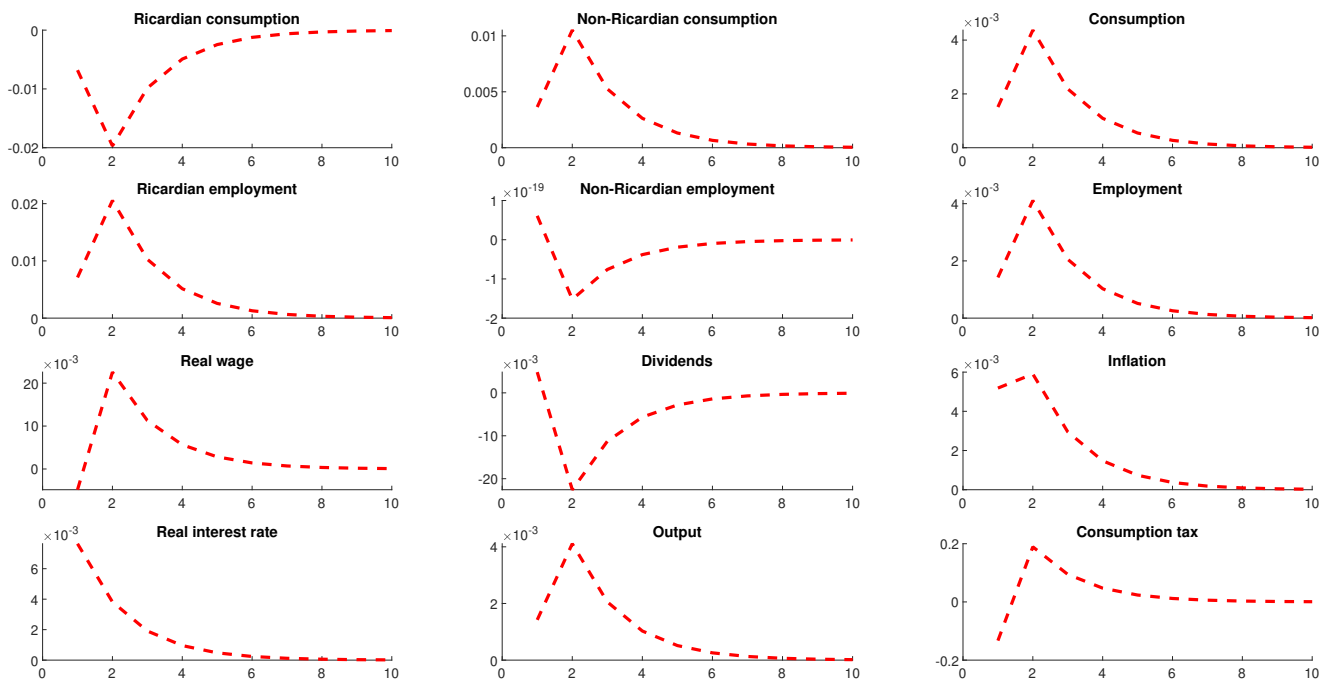 Ricardian consumption
0
-0.01
-0.02
0 2 4 6 8 10
Non-Ricardian consumption
0.01
0.005
0
0 2 4 6 8 10
Consumption
×10⁻³
4
2
0
0 2 4 6 8 10
Ricardian employment
0.02
0.01
0
0 2 4 6 8 10
Non-Ricardian employment
×10⁻¹⁹
1
0
-1
-2
0 2 4 6 8 10
Employment
×10⁻³
4
2
0
0 2 4 6 8 10
Real wage
×10⁻³
20
10
0
0 2 4 6 8 10
Dividends
×10⁻³
0
-10
-20
0 2 4 6 8 10
Inflation
×10⁻³
6
4
2
0
0 2 4 6 8 10
Real interest rate
×10⁻³
6
4
2
0
0 2 4 6 8 10
Output
×10⁻³
4
2
0
0 2 4 6 8 10
Consumption tax
0.2
0
-0.2
0 2 4 6 8 10